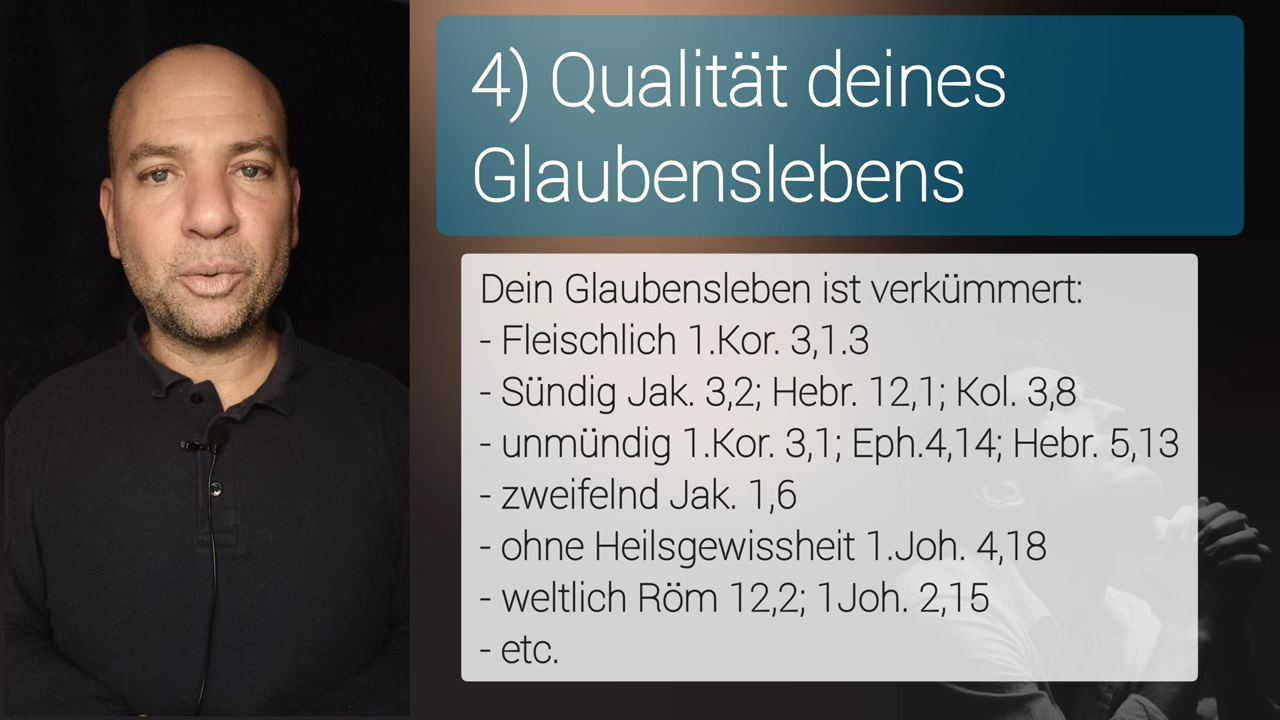 4) Qualität deines
Glaubenslebens
Dein Glaubensleben ist verkümmert:
- Fleischlich 1.Kor. 3,1.3
- Sündig Jak. 3,2; Hebr. 12,1; Kol. 3,8
- unmündig 1.Kor. 3,1; Eph.4,14; Hebr. 5,13
- zweifelnd Jak. 1,6
- ohne Heilsgewissheit 1.Joh. 4,18
- weltlich Röm 12,2; 1Joh. 2,15
- etc.